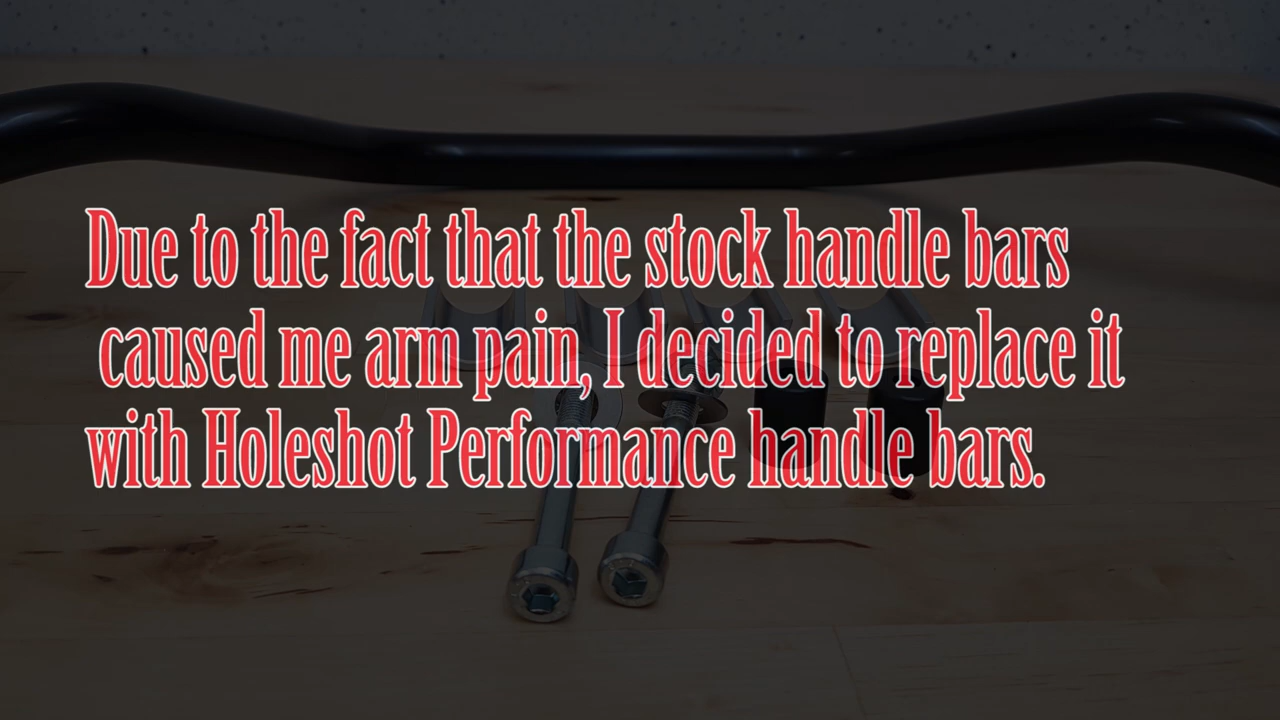 Due to the fact that the stock handle bars
caused me arm pain, I decided to replace it
with Holeshot Performance handle bars.